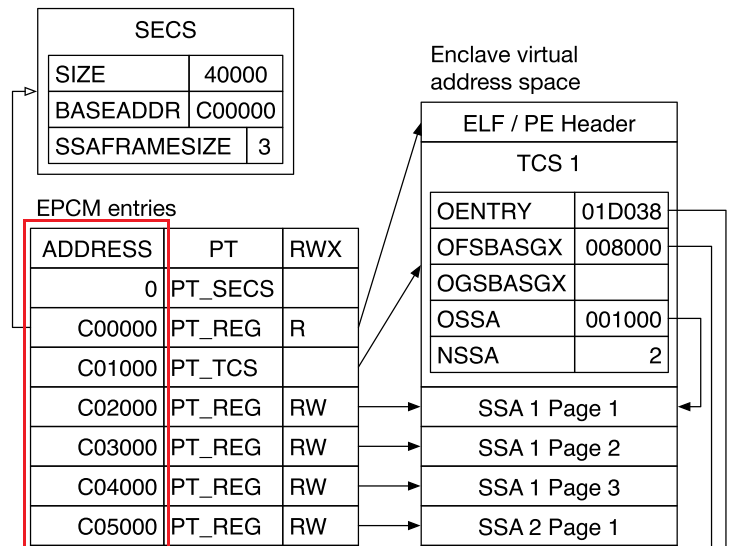 SECS
SIZE 40000
BASEADDR C00000
SSAFRAMESIZE 3
EPCM entries
ADDRESS PT RWX
0 PT_SECS
C00000 PT_REG R
C01000 PT_TCS
C02000 PT_REG RW
C03000 PT_REG RW
C04000 PT_REG RW
C05000 PT_REG RW
Enclave virtual
address space
ELF / PE Header
TCS 1
OENTRY 01D038
OFSBASGX 008000
OGSBASGX
OSSA 001000
NSSA 2
SSA 1 Page 1
SSA 1 Page 2
SSA 1 Page 3
SSA 2 Page 1